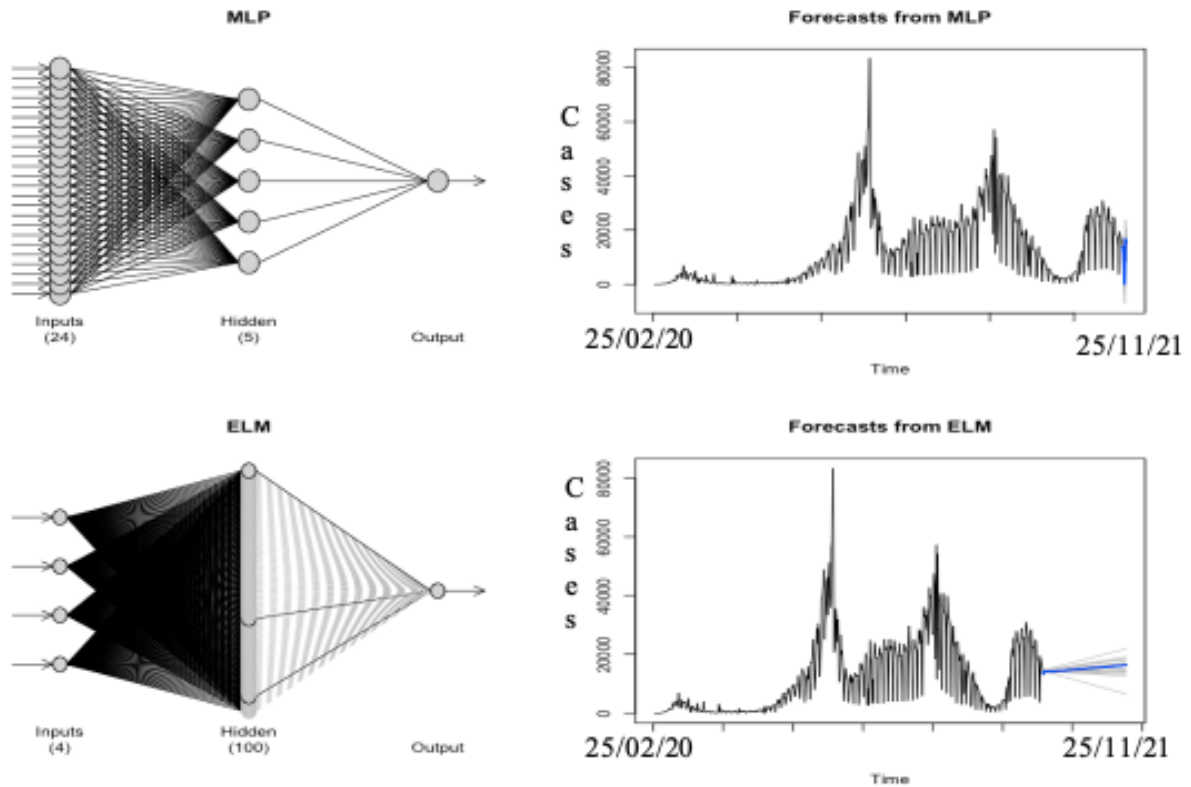 MLP
Inputs
(24)
Hidden
(5)
Output
Forecasts from MLP
Cases
80000
60000
40000
20000
0
25/02/20
25/11/21
Time
ELM
Inputs
(4)
Hidden
(100)
Output
Forecasts from ELM
Cases
80000
60000
40000
20000
0
25/02/20
25/11/21
Time